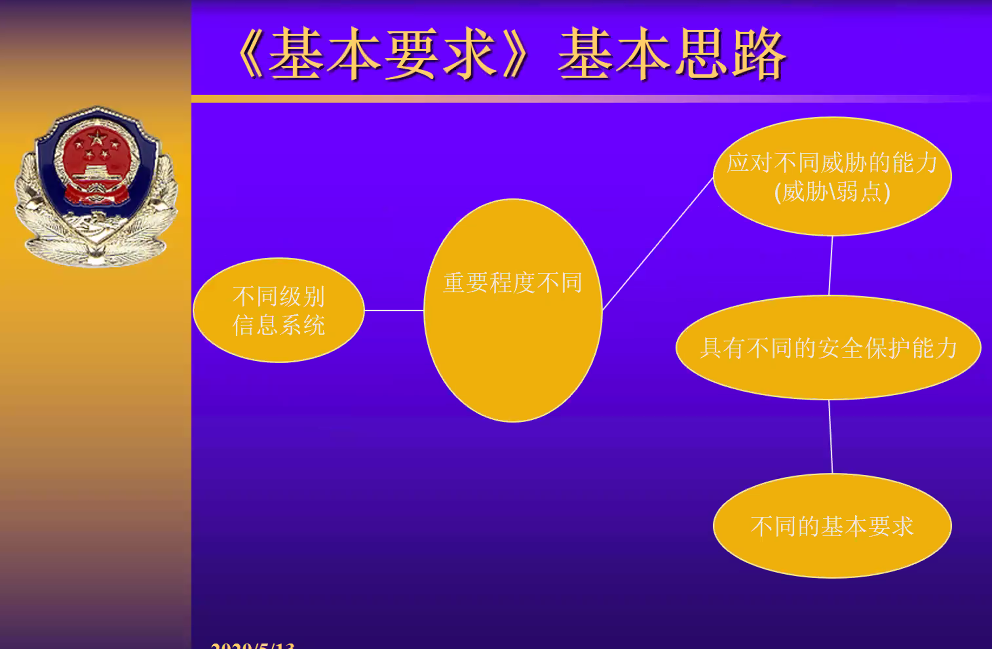 《基本要求》基本思路
应对不同威胁的能力
(威胁\弱点)
重要程度不同
不同级别
信息系统
具有不同的安全保护能力
不同的基本要求
2020/5/13